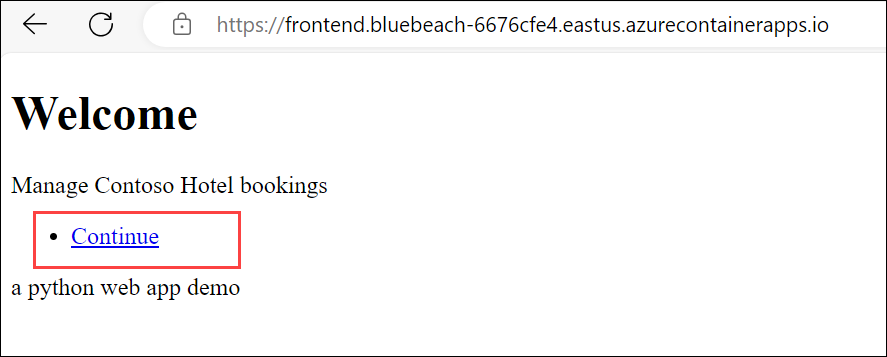 https://frontend.bluebeach-6676cfe4.eastus.azurecontainerapps.io
Welcome
Manage Contoso Hotel bookings
• Continue
a python web app demo